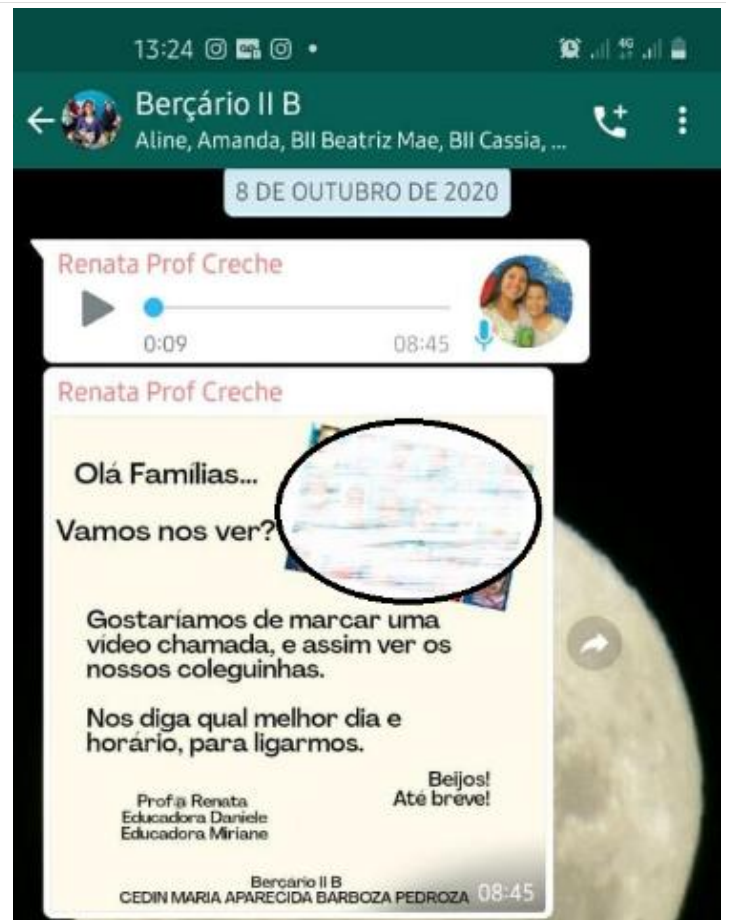 13:24
4G
Berçário II B
Aline, Amanda, BII Beatriz Mae, BII Cassia, ...
8 DE OUTUBRO DE 2020
Renata Prof Creche
0:09 08:45
Renata Prof Creche
Olá Famílias...
Vamos nos ver?
Gostaríamos de marcar uma
vídeo chamada, e assim ver os
nossos coleguinhas.
Nos diga qual melhor dia e
horário, para ligarmos.
Beijos!
Até breve!
Profa Renata
Educadora Daniele
Educadora Miriane
Berçario II B
CEDIN MARIA APARECIDA BARBOZA PEDROZA 08:45